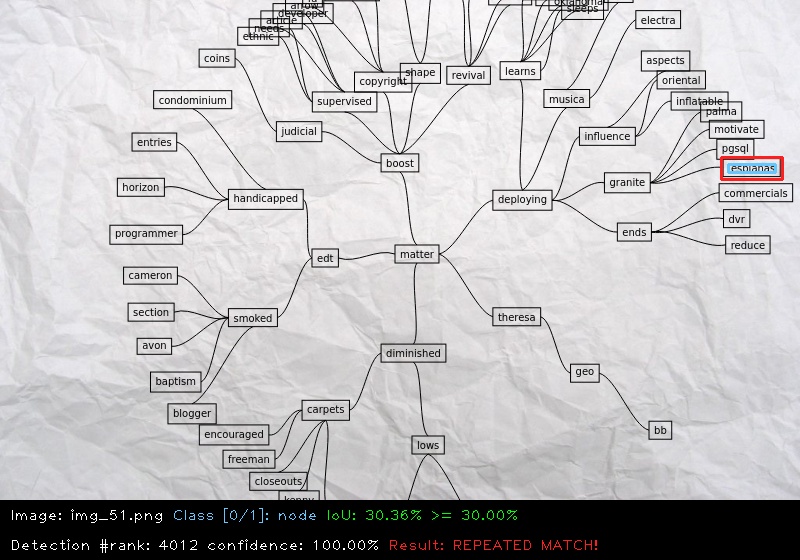 oklahoma
arrow
sleeps
developer
article
electra
needs
ethnic
coins
aspects
shape
learns
revival
oriental
copyright
condominium
supervised
musica
inflatable
palma
judicial
motivate
influence
entries
pgsql
boost
espianas
granite
horizon
commercials
handicapped
deploying
dvr
programmer
ends
reduce
matter
edt
cameron
section
smoked
theresa
avon
diminished
geo
baptism
carpets
blogger
bb
encouraged
lows
freeman
closeouts
Image: img_51.png Class [0/1]: node IoU: 30.36% >= 30.00%
Detection #rank: 4012 confidence: 100.00% Result: REPEATED MATCH!